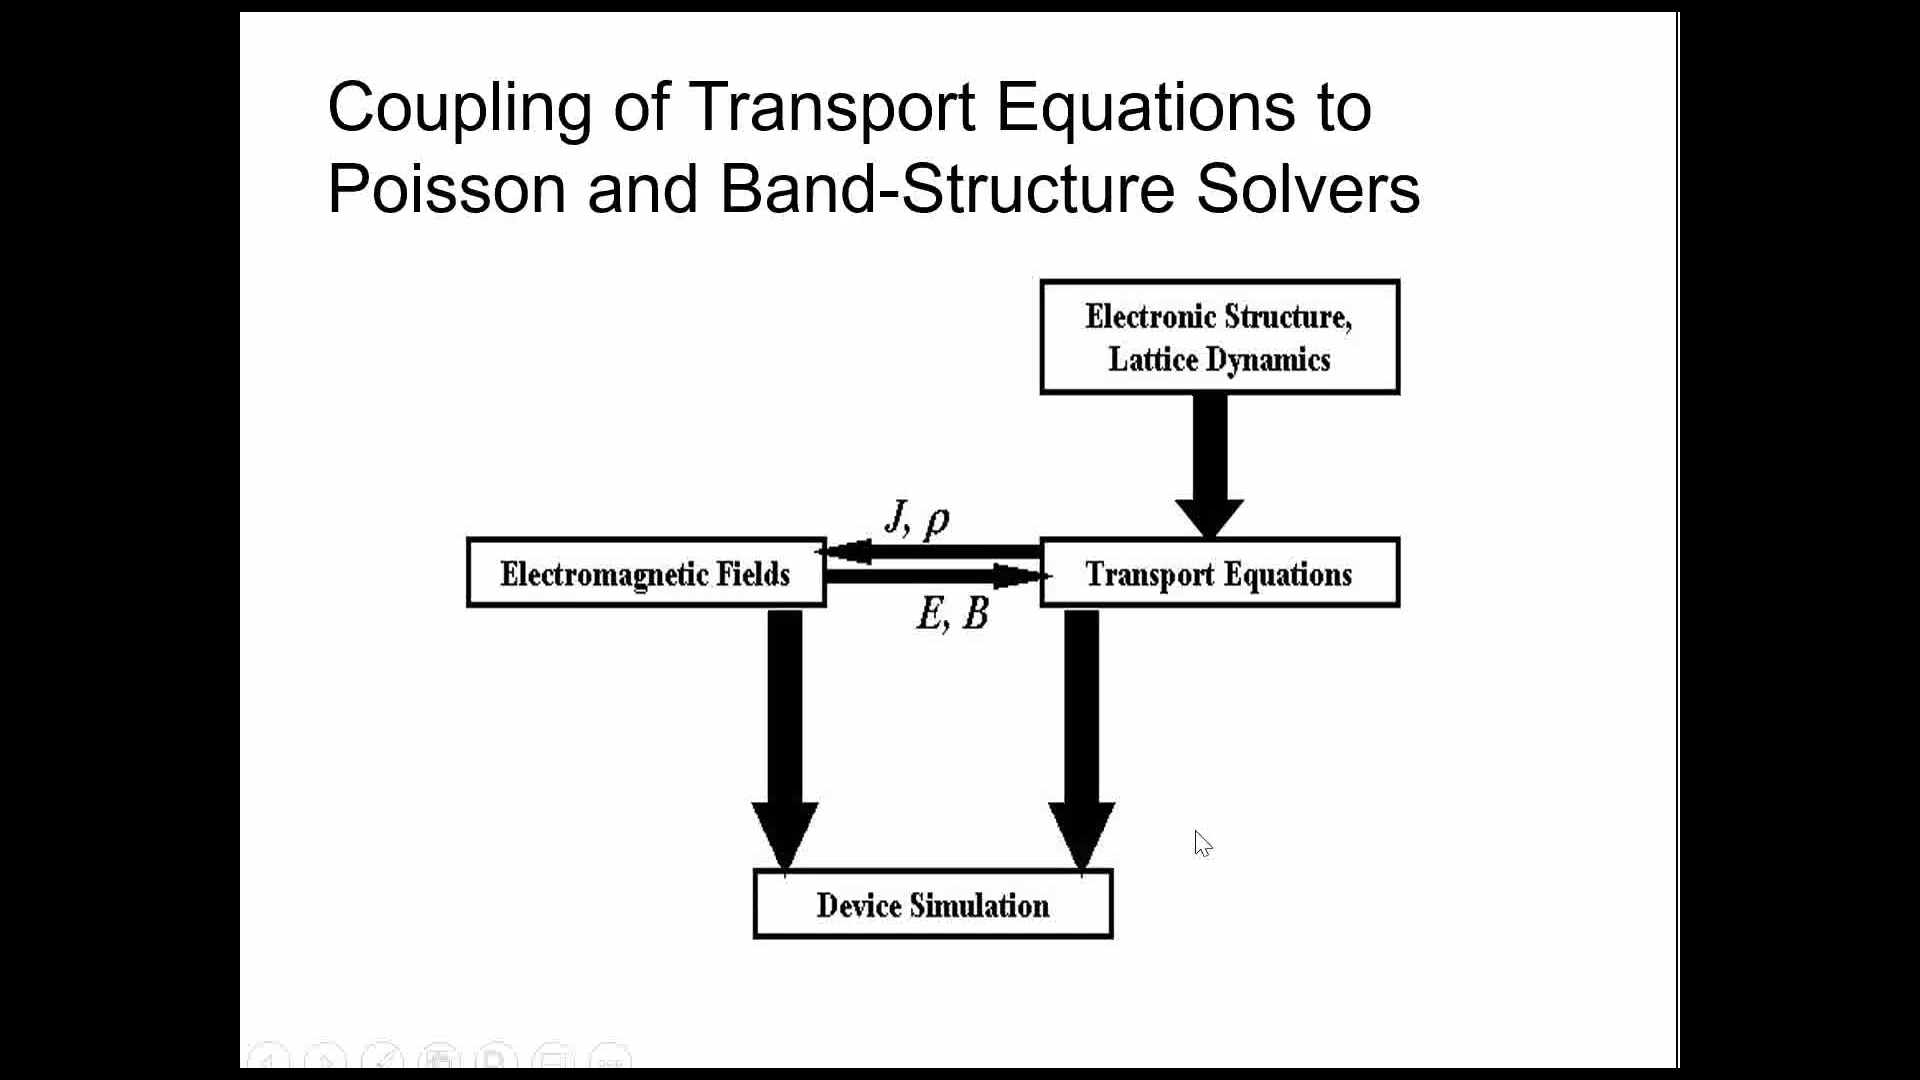 Coupling of Transport Equations to
Poisson and Band-Structure Solvers
Electronic Structure,
Lattice Dynamics
J, ρ
Electromagnetic Fields
Transport Equations
E, B
Device Simulation